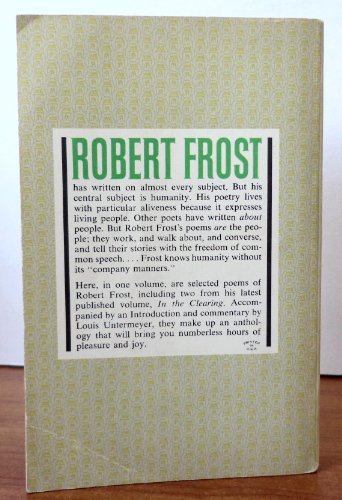 ROBERT FROST
has written on almost every subject. But his
central subject is humanity. His poetry lives
with particular aliveness because it expresses
living people. Other poets have written about
people. But Robert Frost's poems are the peo-
ple; they work, and walk about, and converse,
and tell their stories with the freedom of com-
mon speech. . . . Frost knows humanity without
its "company manners."
Here, in one volume, are selected poems of
Robert Frost, including two from his latest
published volume, In the Clearing. Accom-
panied by an Introduction and commentary by
Louis Untermeyer, they make up an anthol-
ogy that will bring you numberless hours of
pleasure and joy.